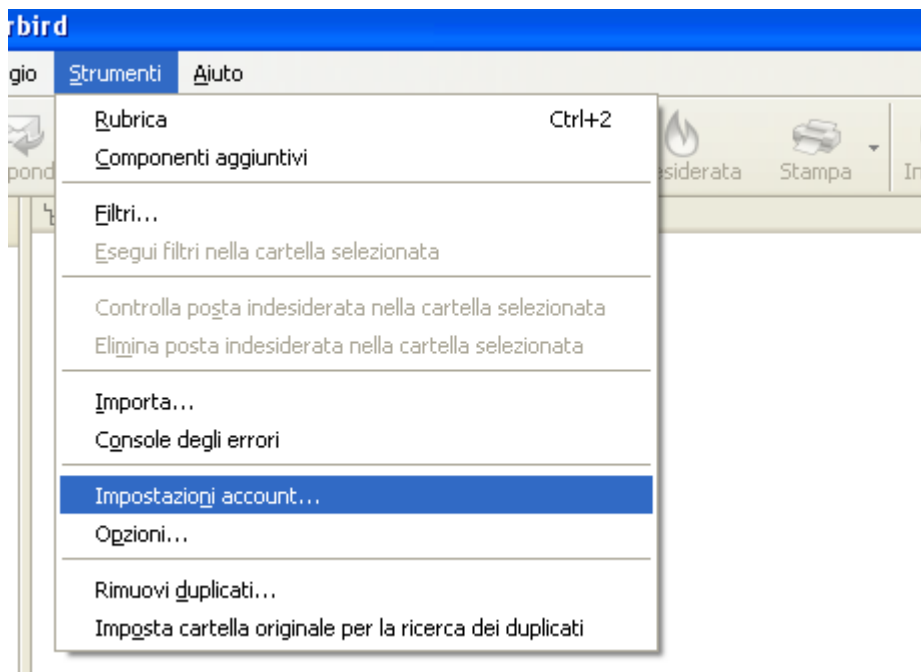 rbird
gio Strumenti Aiuto
Rubrica Ctrl+2
Componenti aggiuntivi
pond
esiderata Stampa In
Filtri...
Esegui filtri nella cartella selezionata
Controlla posta indesiderata nella cartella selezionata
Elimina posta indesiderata nella cartella selezionata
Importa...
Console degli errori
Impostazioni account...
Opzioni...
Rimuovi duplicati...
Imposta cartella originale per la ricerca dei duplicati